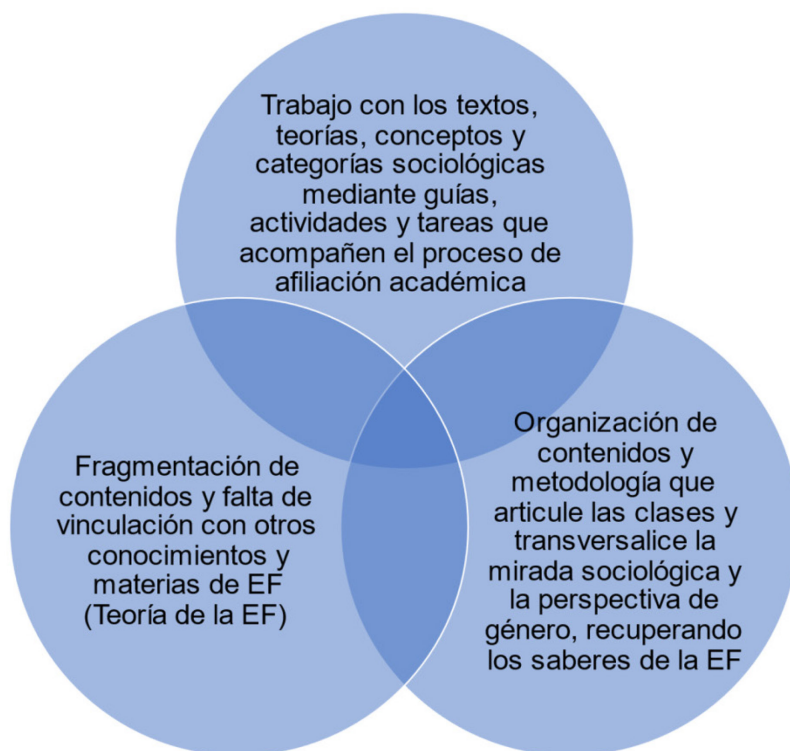 Trabajo con los textos,
teorías, conceptos y
categorías sociológicas
mediante guías,
actividades y tareas que
acompañen el proceso de
afiliación académica
Fragmentación de
contenidos y falta de
vinculación con otros
conocimientos y
materias de EF
(Teoría de la EF)
Organización de
contenidos y
metodología que
articule las clases y
transversalice la
mirada sociológica y
la perspectiva de
género, recuperando
los saberes de la EF